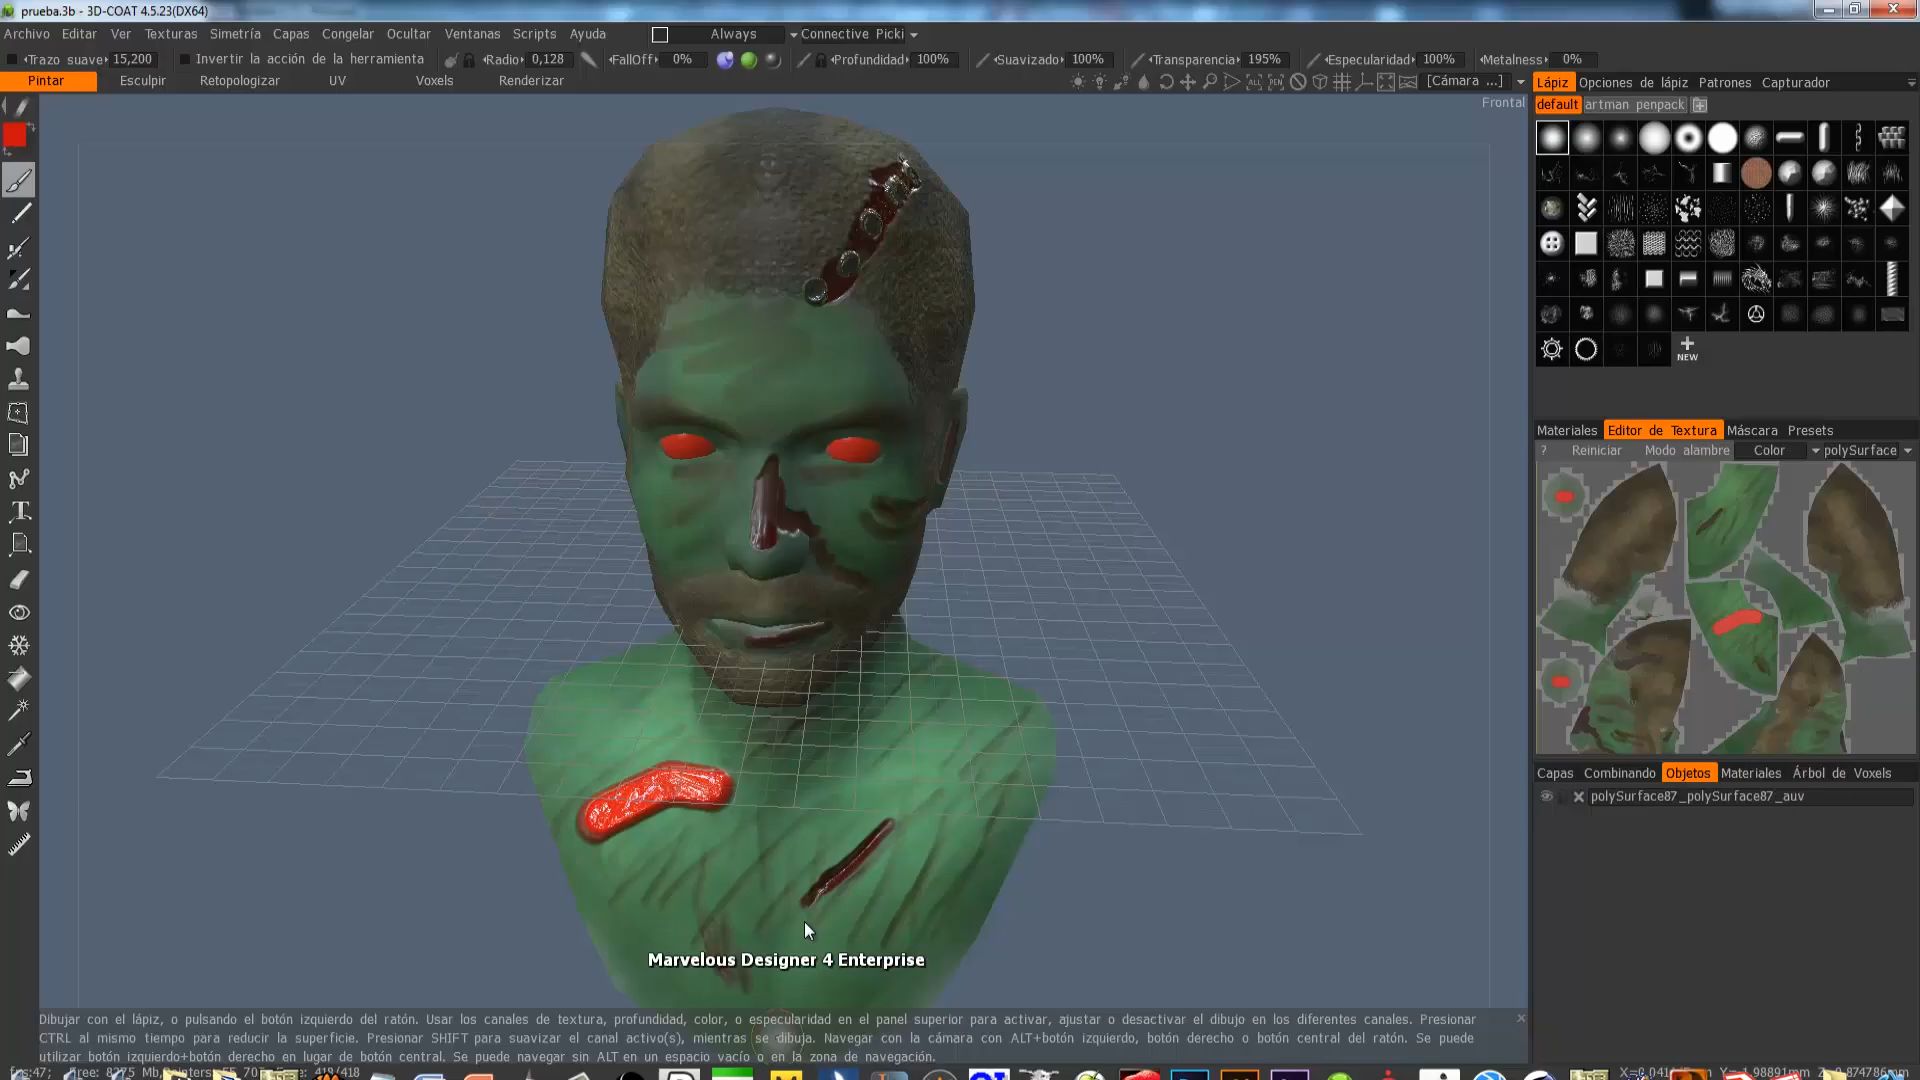 prueba.3b - 3D-COAT 4.5.23(DX64)
Archivo Editar Ver Texturas Simetría Capas Congelar Ocultar Ventanas Scripts Ayuda Always Connective Picki
Trazo suave 15,200 Invertir la acción de la herramienta Radio 0,128 FallOff 0% Profundidad 100% Suavizado 100% Transparencia 195% Especularidad 100% Metalness 0%
Pintar Esculpir Retopologizar UV Voxels Renderizar [Cámara ...]
Lápiz Opciones de lápiz Patrones Capturador
Frontal
default artman penpack
NEW
Materiales Editor de Textura Máscara Presets
? Reiniciar Modo alambre Color polySurface
Capas Combinando Objetos Materiales Árbol de Voxels
polySurface87_polySurface87_auv
Marvelous Designer 4 Enterprise
Dibujar con el lápiz, o pulsando el botón izquierdo del ratón. Usar los canales de textura, profundidad, color, o especularidad en el panel superior para activar, ajustar o desactivar el dibujo en los diferentes canales. Presionar
CTRL al mismo tiempo para reducir la superficie. Presionar SHIFT para suavizar el canal activo(s), mientras se dibuja. Navegar con la cámara con ALT+botón izquierdo, botón derecho o botón central del ratón. Se puede
utilizar botón izquierdo+botón derecho en lugar de botón central. Se puede navegar sin ALT en un espacio vacío o en la zona de navegación.